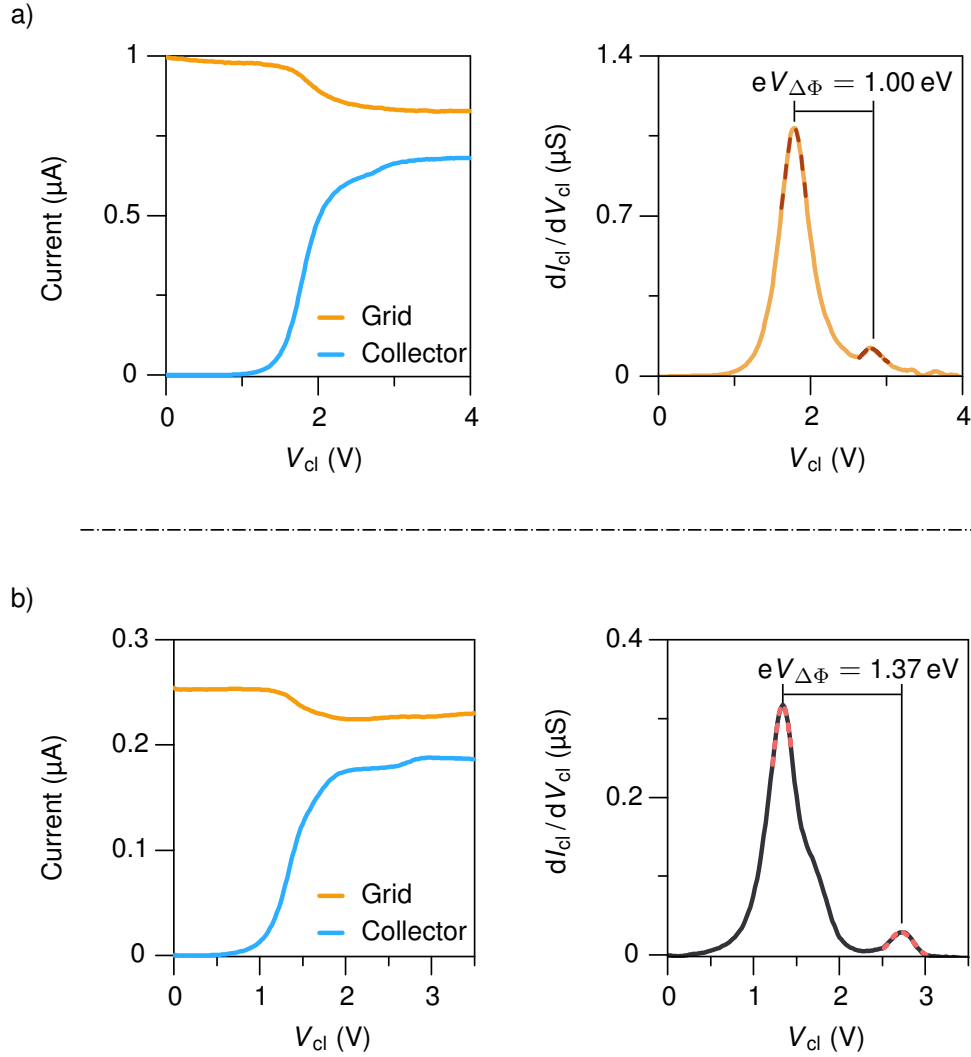 a)
Current (µA)
1
0.5
0
Grid
Collector
0
2
4
V_cl (V)
dI_cl / dV_cl (µS)
1.4
0.7
0
eV_ΔΦ = 1.00 eV
0
2
4
V_cl (V)
b)
Current (µA)
0.3
0.2
0.1
0
Grid
Collector
0
1
2
3
V_cl (V)
dI_cl / dV_cl (µS)
0.4
0.2
0
eV_ΔΦ = 1.37 eV
0
1
2
3
V_cl (V)